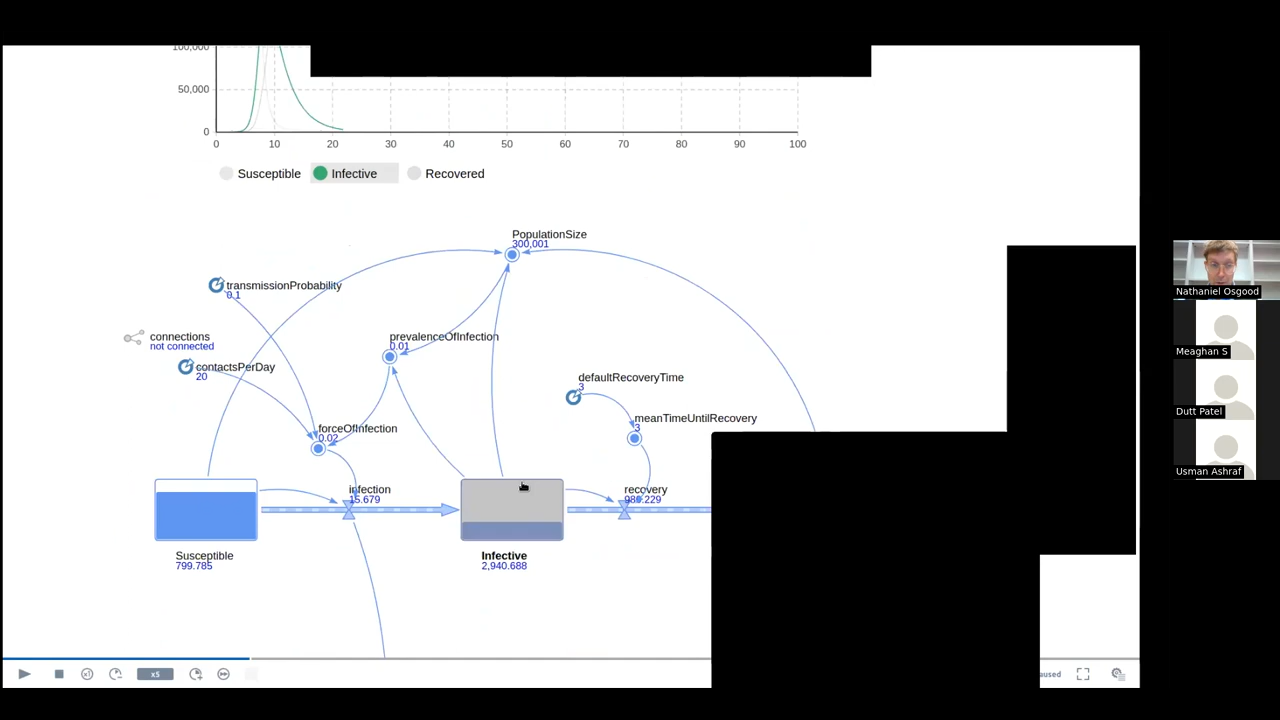 100,000
50,000
0
0 10 20 30 40 50 60 70 80 90 100
Susceptible Infective Recovered
PopulationSize
300,001
transmissionProbability
0.1
connections
not connected
prevalenceOfInfection
0.01
contactsPerDay
20
defaultRecoveryTime
3
meanTimeUntilRecovery
3
forceOfInfection
0.02
infection
15.679
recovery
Susceptible
799.785
Infective
2,940.688
x1
x5
Nathaniel Osgood
Meaghan S
Dutt Patel
Usman Ashraf